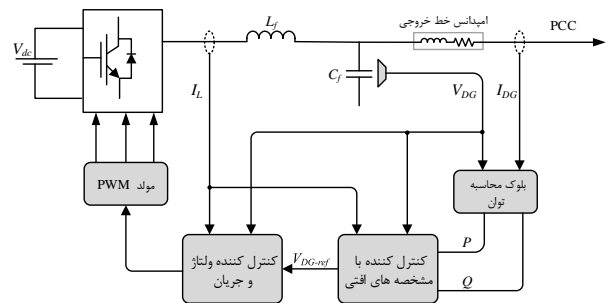 امپدانس خط خروجی
PCC
L_f
V_dc
C_f
I_L
V_DG
I_DG
مولد PWM
بلوک محاسبه
توان
P
Q
V_DG-ref
کنترل کننده ولتاژ
و جریان
کنترل کننده با
مشخصه های افتی